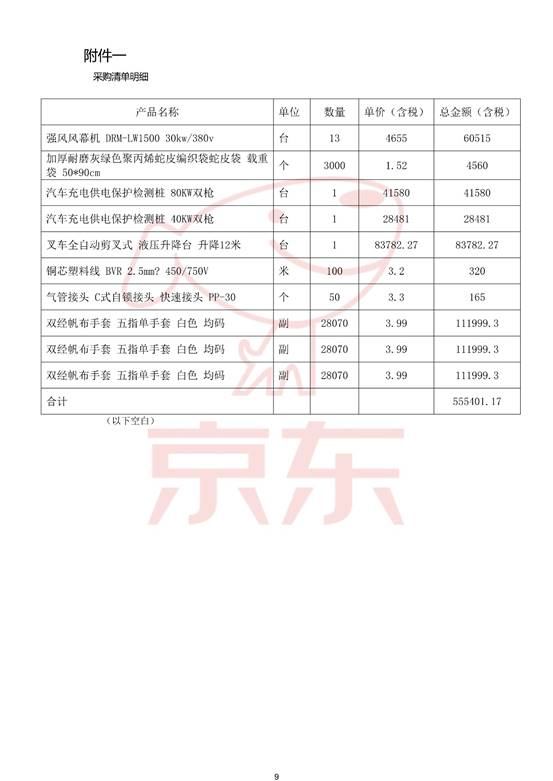 附件一
采购清单明细
产品名称 单位 数量 单价（含税） 总金额（含税）
强风风幕机 DRM-LW1500 30kw/380v 台 13 4655 60515
加厚耐磨灰绿色聚丙烯蛇皮编织袋蛇皮袋 载重
袋 50*90cm 个 3000 1.52 4560
汽车充电供电保护检测桩 80KW双枪 台 1 41580 41580
汽车充电供电保护检测桩 40KW双枪 台 1 28481 28481
叉车全自动剪叉式 液压升降台 升降12米 台 1 83782.27 83782.27
铜芯塑料线 BVR 2.5mm? 450/750V 米 100 3.2 320
气管接头 C式自锁接头 快速接头 PP-30 个 50 3.3 165
双经帆布手套 五指单手套 白色 均码 副 28070 3.99 111999.3
双经帆布手套 五指单手套 白色 均码 副 28070 3.99 111999.3
双经帆布手套 五指单手套 白色 均码 副 28070 3.99 111999.3
合计 555401.17
（以下空白）
京东
9